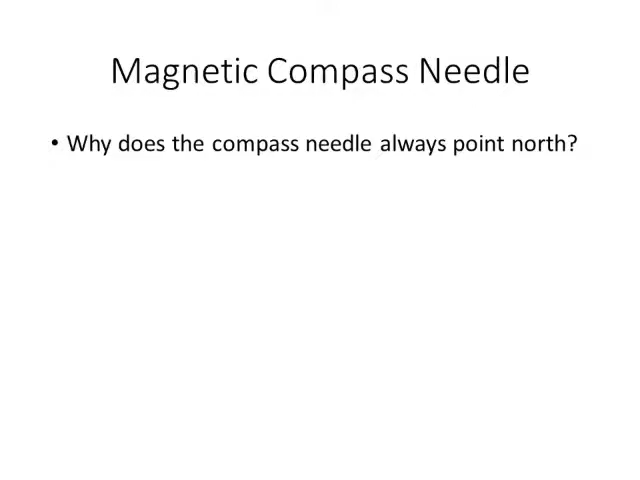 Magnetic Compass Needle
• Why does the compass needle always point north?